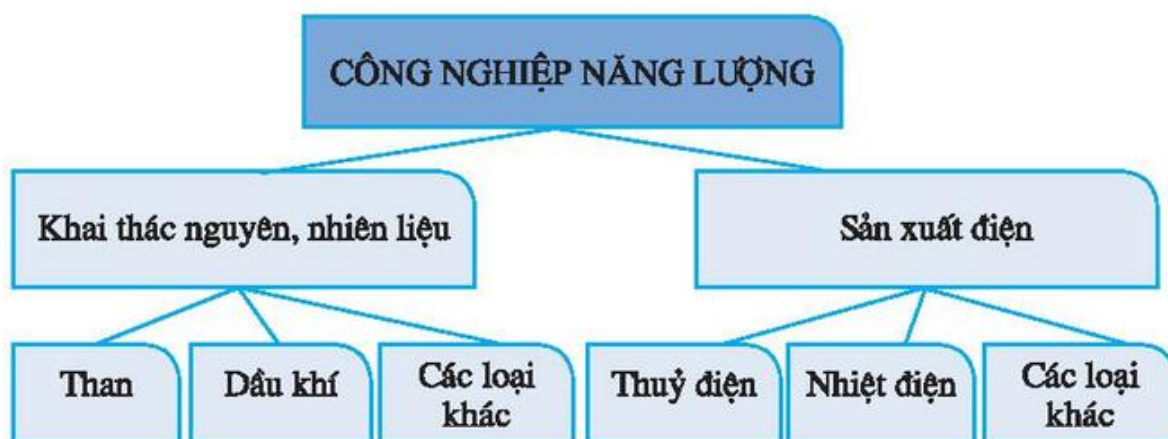 CÔNG NGHIỆP NĂNG LƯỢNG
Khai thác nguyên, nhiên liệu
Sản xuất điện
Than
Dầu khí
Các loại
khác
Thuỷ điện
Nhiệt điện
Các loại
khác